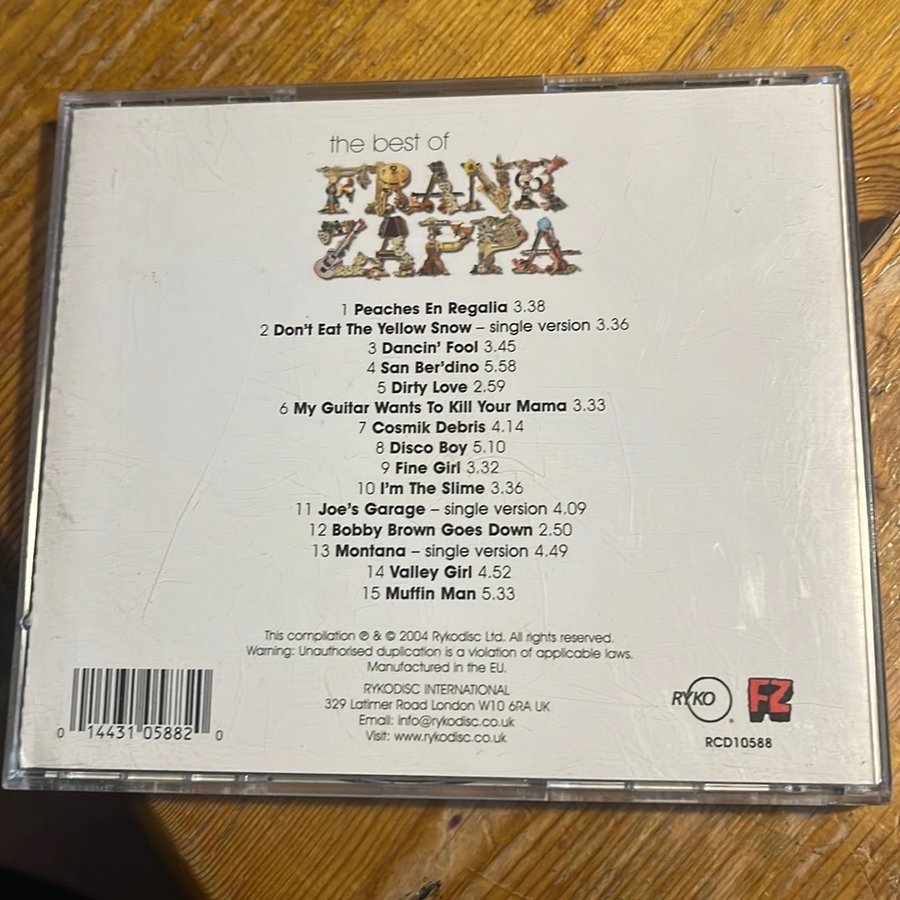 the best of
FRANK
ZAPPA
1 Peaches En Regalia 3.38
2 Don't Eat The Yellow Snow – single version 3.36
3 Dancin' Fool 3.45
4 San Ber'dino 5.58
5 Dirty Love 2.59
6 My Guitar Wants To Kill Your Mama 3.33
7 Cosmik Debris 4.14
8 Disco Boy 5.10
9 Fine Girl 3.32
10 I'm The Slime 3.36
11 Joe's Garage – single version 4.09
12 Bobby Brown Goes Down 2.50
13 Montana – single version 4.49
14 Valley Girl 4.52
15 Muffin Man 5.33
This compilation ℗ & © 2004 Rykodisc Ltd. All rights reserved.
Warning: Unauthorised duplication is a violation of applicable laws.
Manufactured in the EU.
RYKODISC INTERNATIONAL
329 Latimer Road London W10 6RA UK
Email: info@rykodisc.co.uk
Visit: www.rykodisc.co.uk
0 14431 05882 0
RYKO
FZ
RCD10588